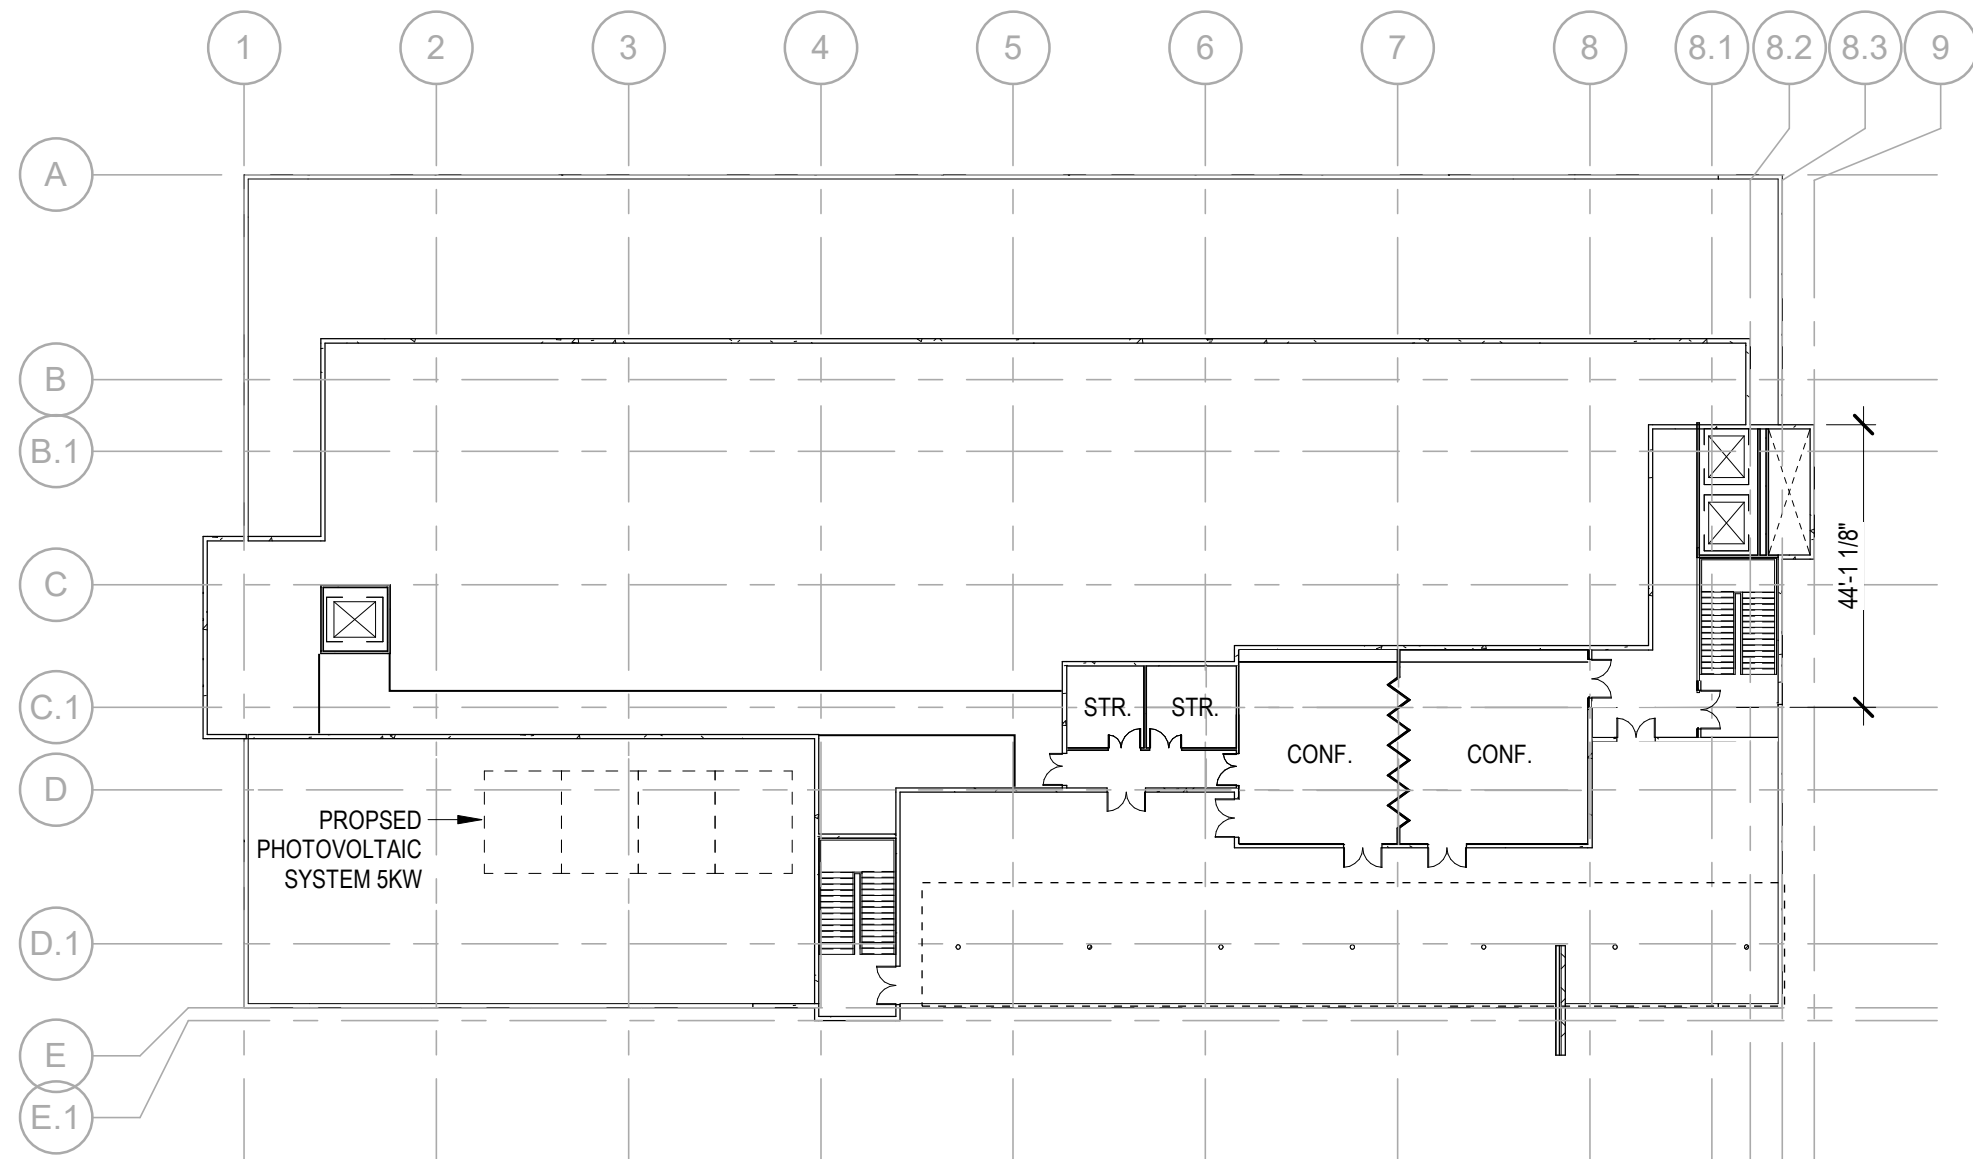 1
2
3
4
5
6
7
8
8.1
8.2
8.3
9
A
B
B.1
C
44'-1 1/8"
C.1
STR.
STR.
CONF.
CONF.
D
PROPSED
PHOTOVOLTAIC
SYSTEM 5KW
D.1
E
E.1